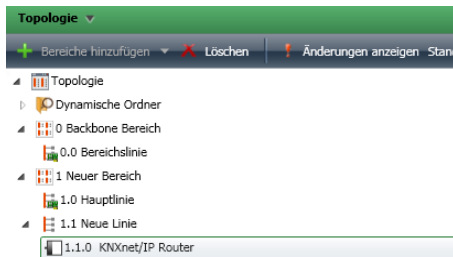 Topologie
Bereiche hinzufügen Löschen Änderungen anzeigen Stan
Topologie
Dynamische Ordner
0 Backbone Bereich
0.0 Bereichslinie
1 Neuer Bereich
1.0 Hauptlinie
1.1 Neue Linie
1.1.0 KNXnet/IP Router